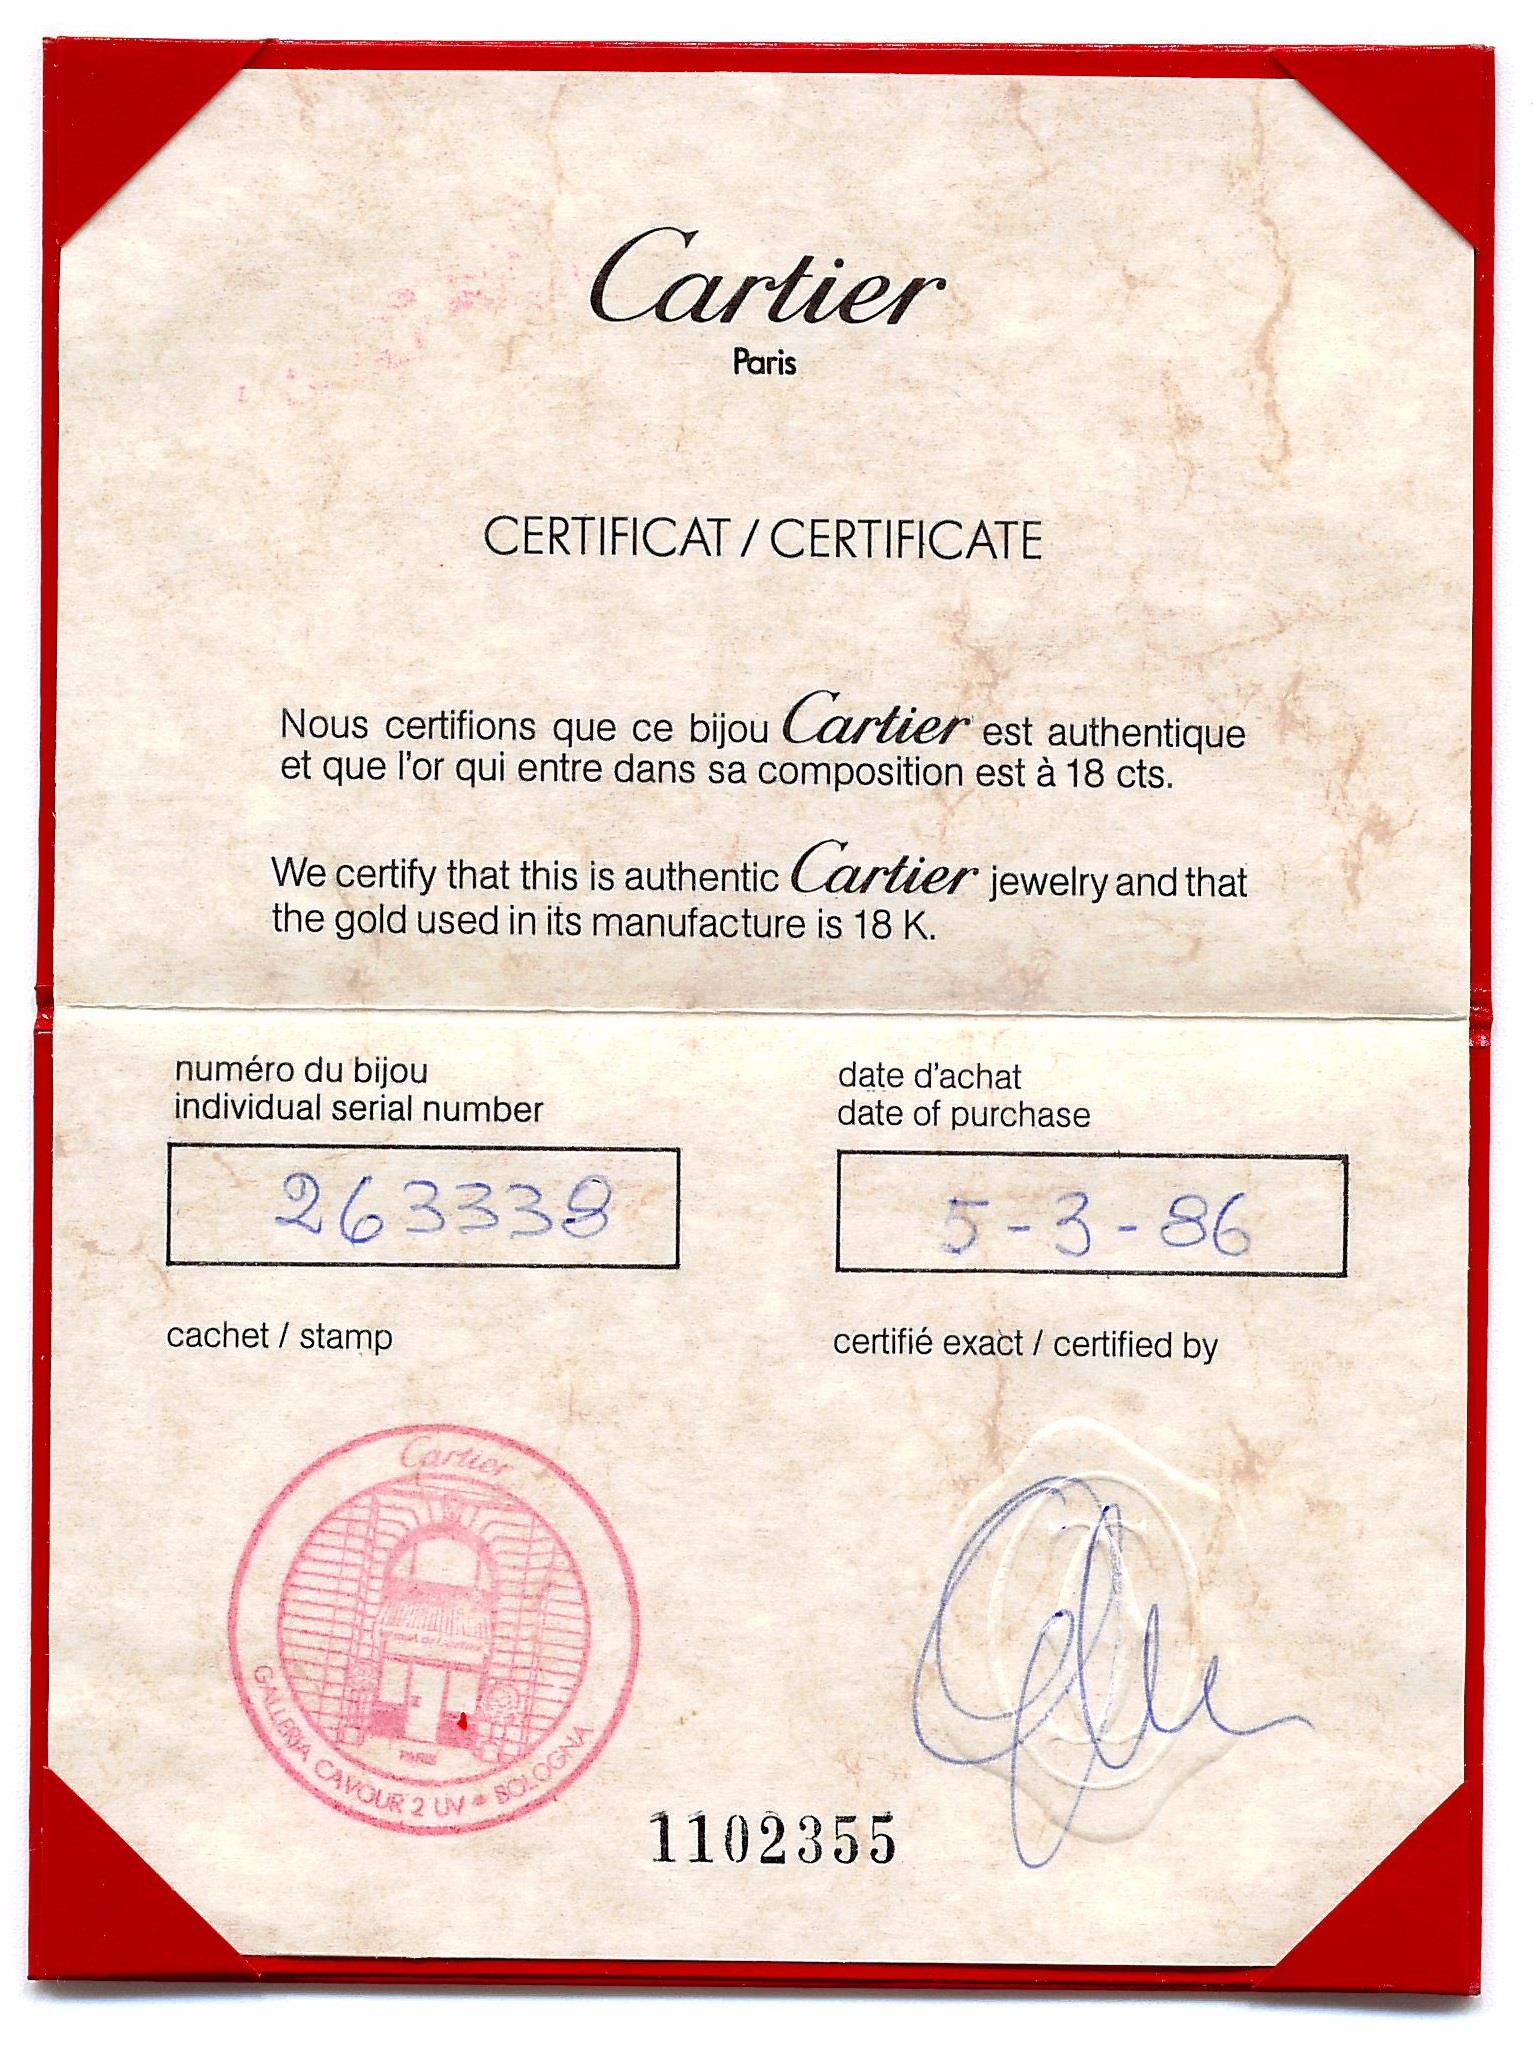 Cartier
Paris
CERTIFICAT / CERTIFICATE
Nous certifions que ce bijou Cartier est authentique
et que l'or qui entre dans sa composition est à 18 cts.
We certify that this is authentic Cartier jewelry and that
the gold used in its manufacture is 18 K.
numéro du bijou
individual serial number
263338
date d'achat
date of purchase
5-3-86
cachet / stamp
certifié exact / certified by
Cartier
PARIS
GALLERIA CAVOUR 2 UV * BOLOGNA
1102355